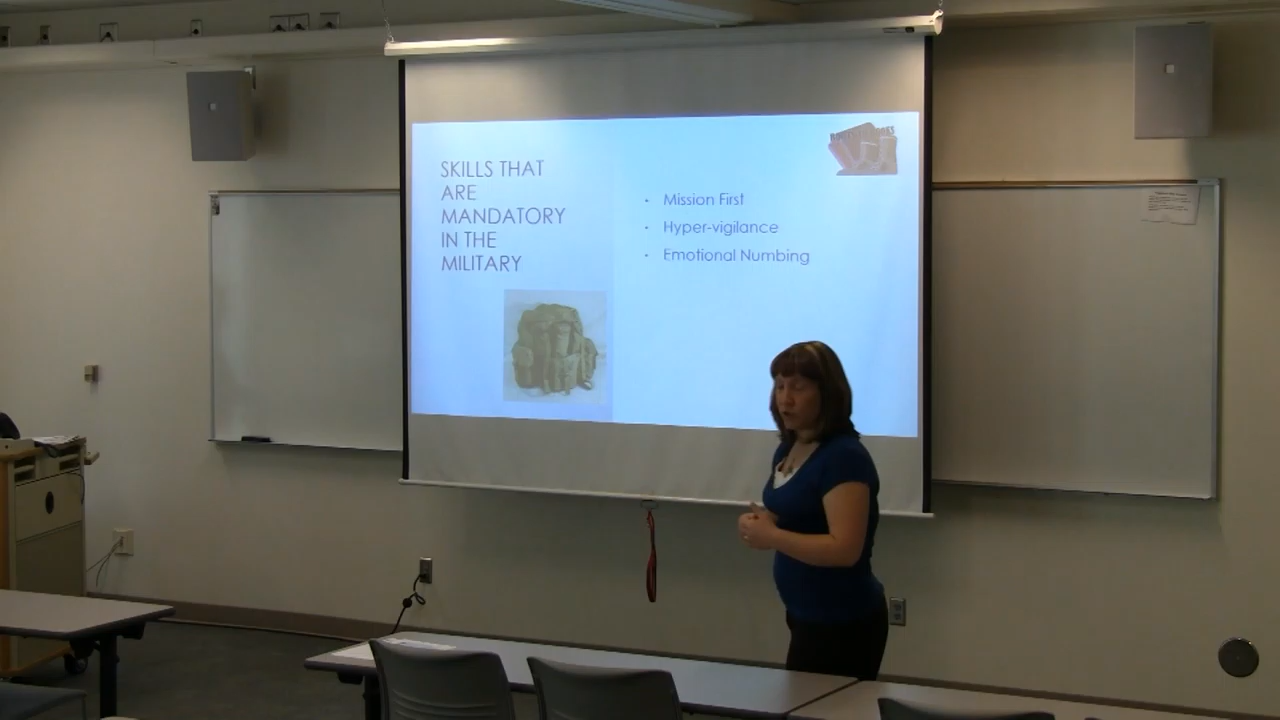 SKILLS THAT
ARE
MANDATORY
IN THE
MILITARY
• Mission First
• Hyper-vigilance
• Emotional Numbing